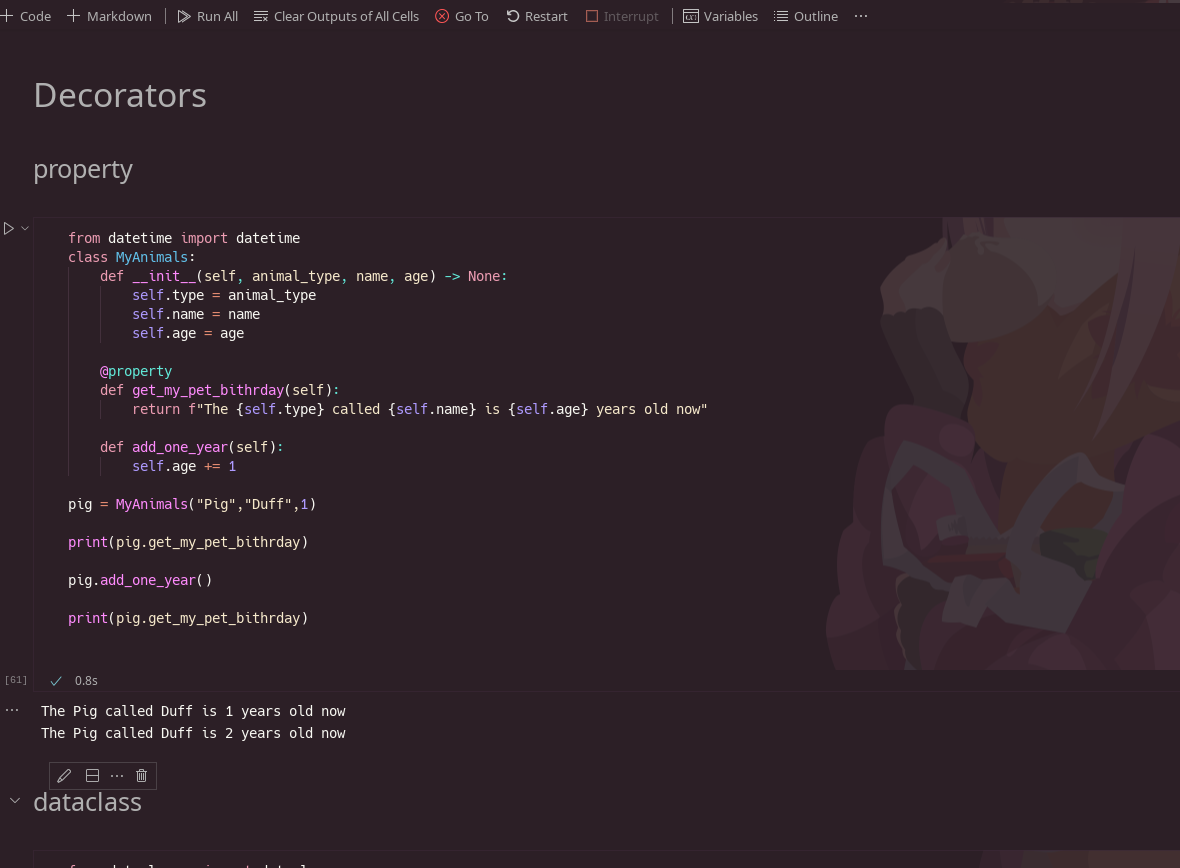 Code Markdown Run All Clear Outputs of All Cells Go To Restart Interrupt Variables Outline ...
Decorators
property
from datetime import datetime
class MyAnimals:
    def __init__(self, animal_type, name, age) -> None:
        self.type = animal_type
        self.name = name
        self.age = age
    @property
    def get_my_pet_bithrday(self):
        return f"The {self.type} called {self.name} is {self.age} years old now"
    def add_one_year(self):
        self.age += 1
pig = MyAnimals("Pig","Duff",1)
print(pig.get_my_pet_bithrday)
pig.add_one_year()
print(pig.get_my_pet_bithrday)
[61] 0.8s
... The Pig called Duff is 1 years old now
The Pig called Duff is 2 years old now
...
dataclass